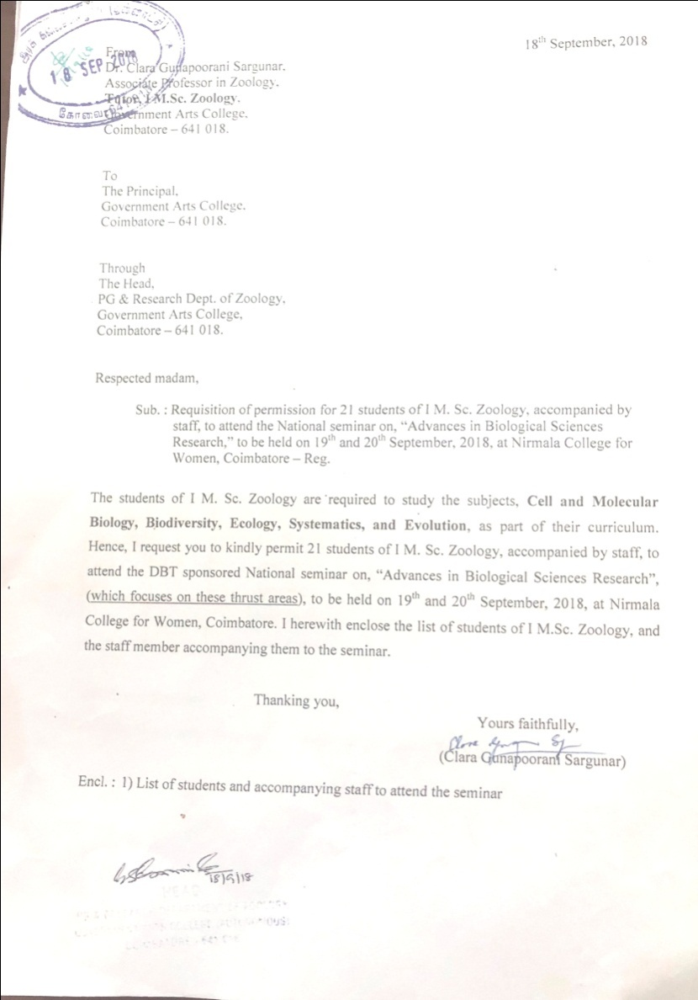 18th September, 2018
18 SEP 2018
கோவை
From
Dr. Clara Gunapoorani Sargunar.
Associate Professor in Zoology.
Tutor, I M.Sc. Zoology.
Government Arts College.
Coimbatore – 641 018.
To
The Principal,
Government Arts College.
Coimbatore – 641 018.
Through
The Head,
PG & Research Dept. of Zoology,
Government Arts College,
Coimbatore – 641 018.
Respected madam,
Sub. : Requisition of permission for 21 students of I M. Sc. Zoology, accompanied by
staff, to attend the National seminar on, “Advances in Biological Sciences
Research,” to be held on 19th and 20th September, 2018, at Nirmala College for
Women, Coimbatore – Reg.
The students of I M. Sc. Zoology are required to study the subjects, Cell and Molecular
Biology, Biodiversity, Ecology, Systematics, and Evolution, as part of their curriculum.
Hence, I request you to kindly permit 21 students of I M. Sc. Zoology, accompanied by staff, to
attend the DBT sponsored National seminar on, “Advances in Biological Sciences Research”,
(which focuses on these thrust areas), to be held on 19th and 20th September, 2018, at Nirmala
College for Women, Coimbatore. I herewith enclose the list of students of I M.Sc. Zoology, and
the staff member accompanying them to the seminar.
Thanking you,
Yours faithfully,
(Clara Gunapoorani Sargunar)
Encl. : 1) List of students and accompanying staff to attend the seminar
18/9/18
HEAD
COIMBATORE - 641 018